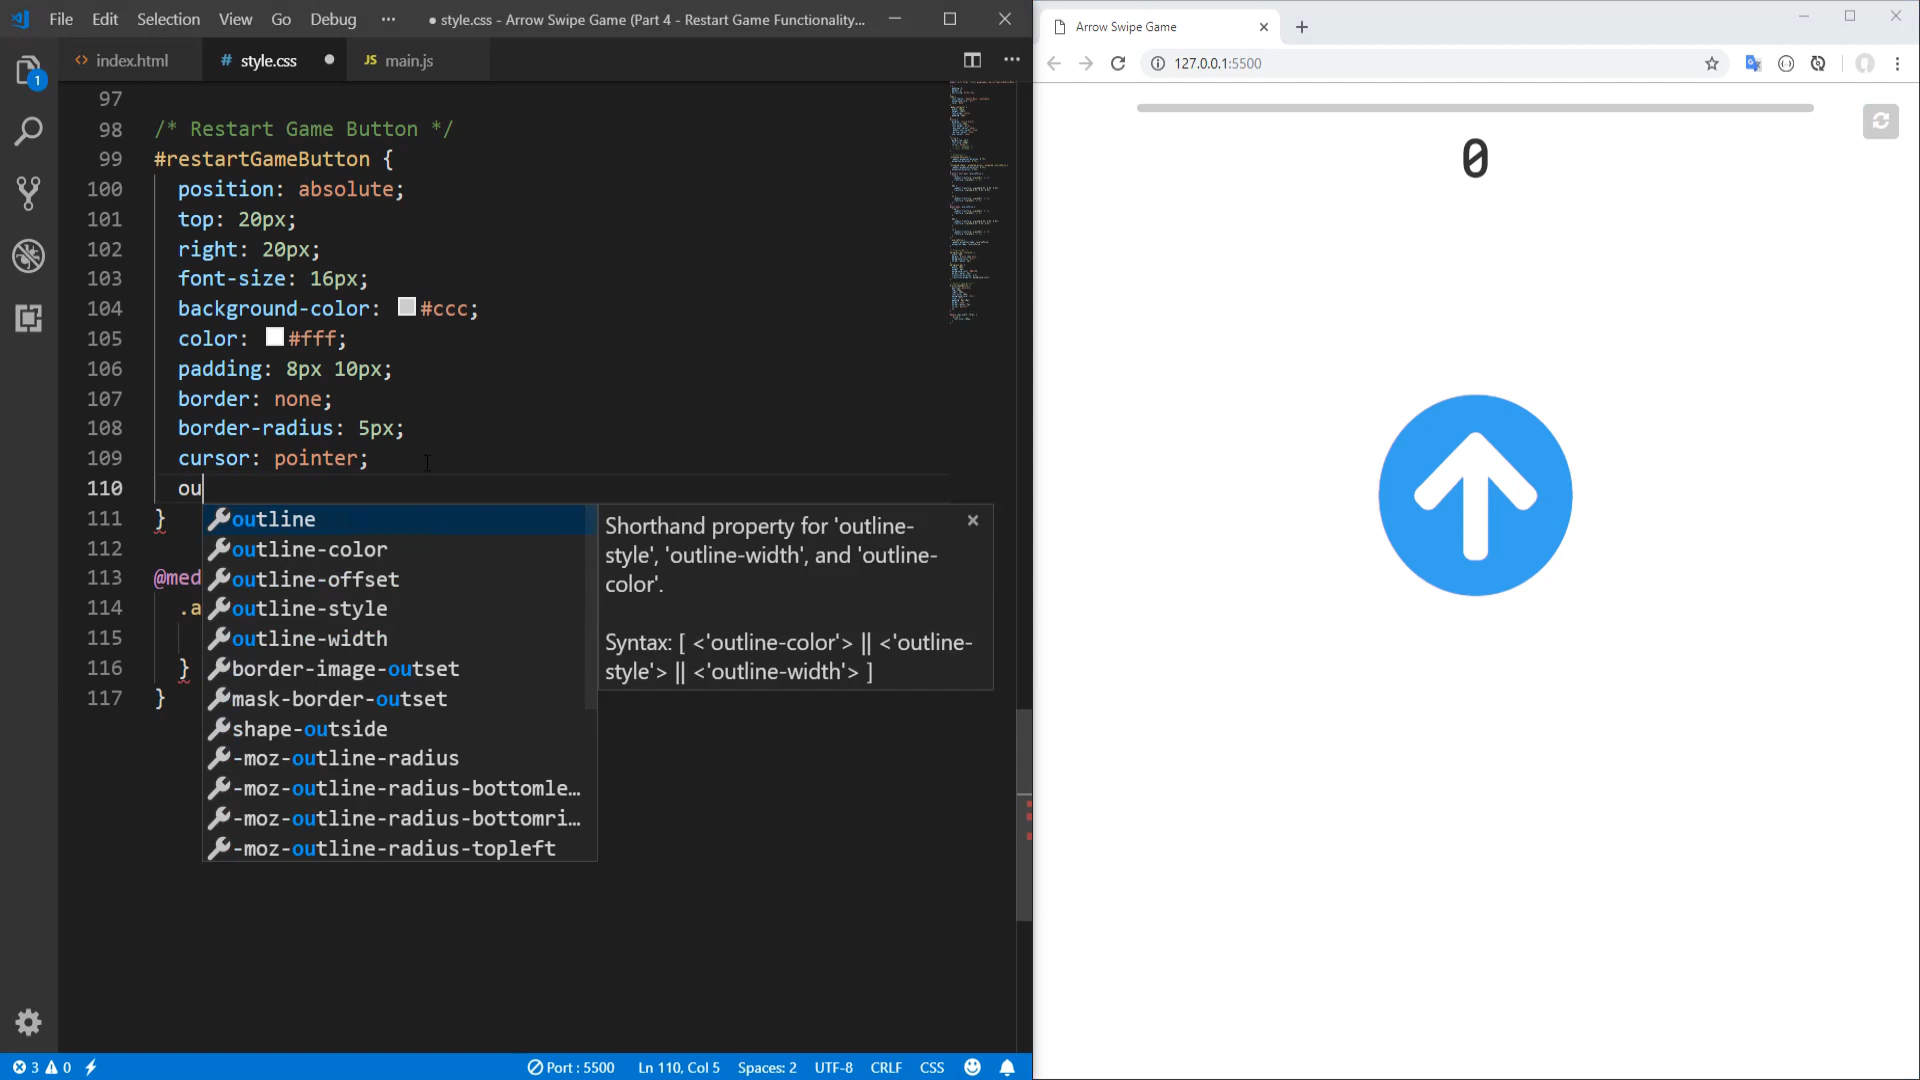 File Edit Selection View Go Debug ··· ● style.css - Arrow Swipe Game (Part 4 - Restart Game Functionality...
<> index.html # style.css ● JS main.js
97
98 /* Restart Game Button */
99 #restartGameButton {
100 position: absolute;
101 top: 20px;
102 right: 20px;
103 font-size: 16px;
104 background-color: #ccc;
105 color: #fff;
106 padding: 8px 10px;
107 border: none;
108 border-radius: 5px;
109 cursor: pointer;
110 ou
111 }
112
113 @med
114 .a
115
116 }
117 }
outline
outline-color
outline-offset
outline-style
outline-width
border-image-outset
mask-border-outset
shape-outside
-moz-outline-radius
-moz-outline-radius-bottomle...
-moz-outline-radius-bottomri...
-moz-outline-radius-topleft
Shorthand property for 'outline-
style', 'outline-width', and 'outline-
color'.
Syntax: [ <'outline-color'> || <'outline-
style'> || <'outline-width'> ]
1
3 0 Port : 5500 Ln 110, Col 5 Spaces: 2 UTF-8 CRLF CSS
Arrow Swipe Game
127.0.0.1:5500
0